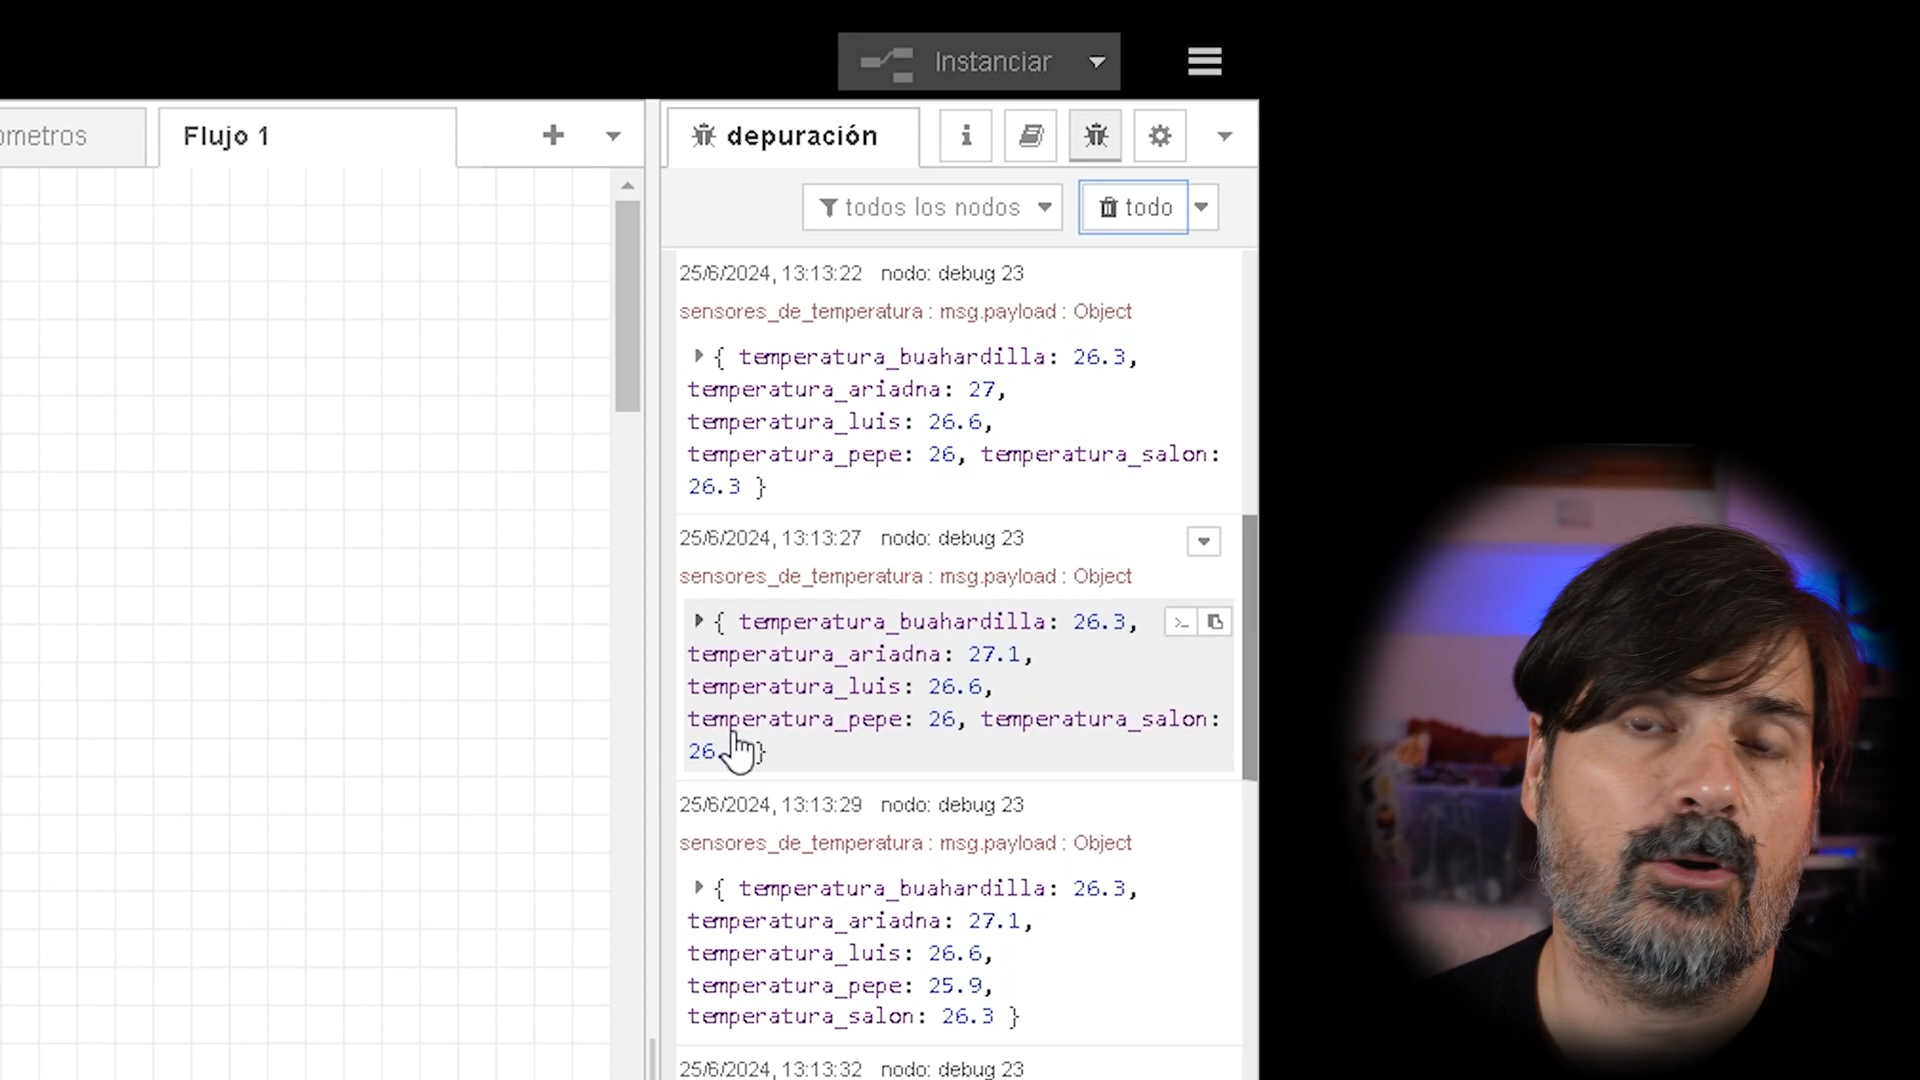 Instanciar
ometros
Flujo 1
depuración
todos los nodos
todo
25/6/2024, 13:13:22 nodo: debug 23
sensores_de_temperatura : msg.payload : Object
{ temperatura_buahardilla: 26.3,
temperatura_ariadna: 27,
temperatura_luis: 26.6,
temperatura_pepe: 26, temperatura_salon:
26.3 }
25/6/2024, 13:13:27 nodo: debug 23
sensores_de_temperatura : msg.payload : Object
{ temperatura_buahardilla: 26.3,
temperatura_ariadna: 27.1,
temperatura_luis: 26.6,
temperatura_pepe: 26, temperatura_salon:
26. }
25/6/2024, 13:13:29 nodo: debug 23
sensores_de_temperatura : msg.payload : Object
{ temperatura_buahardilla: 26.3,
temperatura_ariadna: 27.1,
temperatura_luis: 26.6,
temperatura_pepe: 25.9,
temperatura_salon: 26.3 }
25/6/2024, 13:13:32 nodo: debug 23